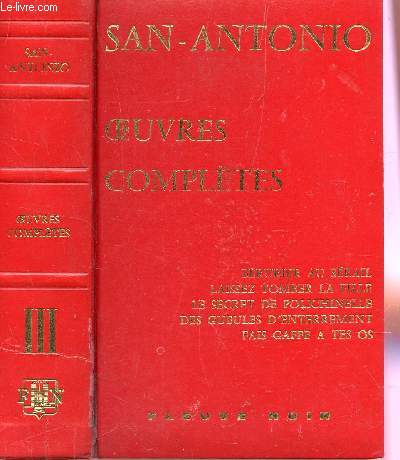 © Le-Livre.com
SAN-
ANTONIO
ŒUVRES
COMPLÈTES
III
SAN-ANTONIO
ŒUVRES
COMPLÈTES
BÉRURIER AU SÉRAIL
LAISSEZ TOMBER LA FILLE
LE SECRET DE POLICHINELLE
DES GUEULES D'ENTERREMENT
FAIS GAFFE A TES OS
FLEUVE NOIR